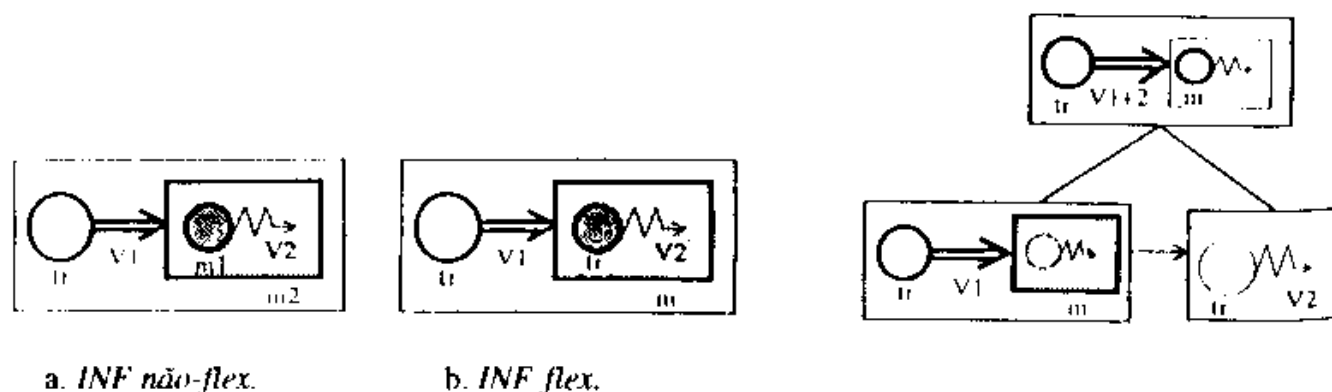 tr V1+2 m
tr V1 m1 V2 m2
tr V1 tr V2 m
tr V1 m tr V2
a. INF não-flex.
b. INF flex.